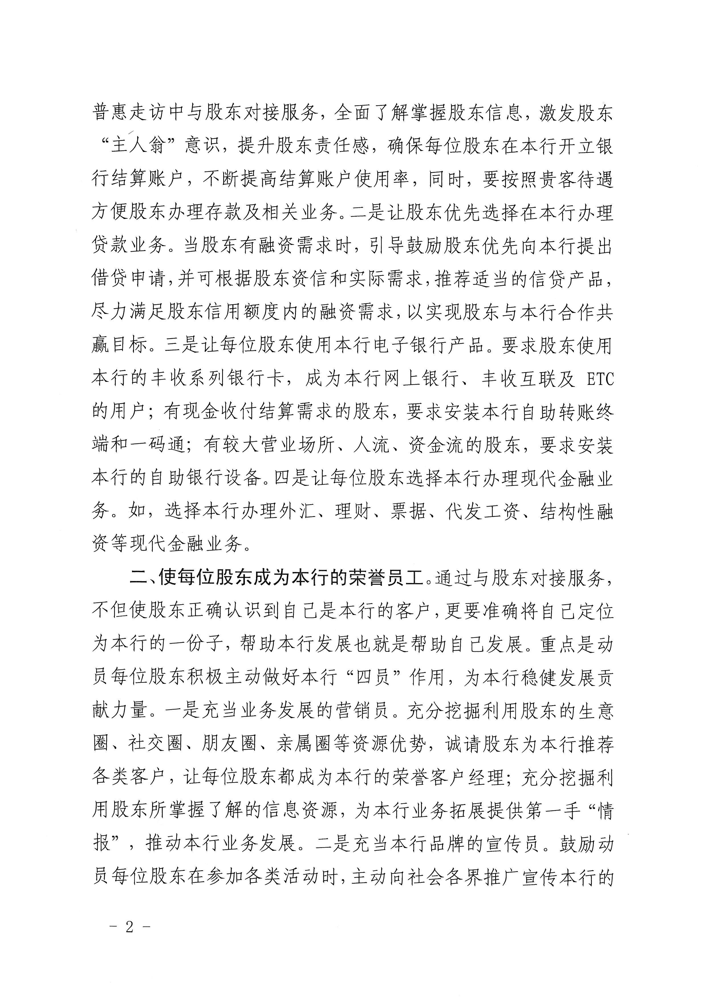 普惠走访中与股东对接服务，全面了解掌握股东信息，激发股东
“主人翁”意识，提升股东责任感，确保每位股东在本行开立银
行结算账户，不断提高结算账户使用率，同时，要按照贵客待遇
方便股东办理存款及相关业务。二是让股东优先选择在本行办理
贷款业务。当股东有融资需求时，引导鼓励股东优先向本行提出
借贷申请，并可根据股东资信和实际需求，推荐适当的信贷产品，
尽力满足股东信用额度内的融资需求，以实现股东与本行合作共
赢目标。三是让每位股东使用本行电子银行产品。要求股东使用
本行的丰收系列银行卡，成为本行网上银行、丰收互联及 ETC
的用户；有现金收付结算需求的股东，要求安装本行自助转账终
端和一码通；有较大营业场所、人流、资金流的股东，要求安装
本行的自助银行设备。四是让每位股东选择本行办理现代金融业
务。如，选择本行办理外汇、理财、票据、代发工资、结构性融
资等现代金融业务。
二、使每位股东成为本行的荣誉员工。通过与股东对接服务，
不但使股东正确认识到自己是本行的客户，更要准确将自己定位
为本行的一份子，帮助本行发展也就是帮助自己发展。重点是动
员每位股东积极主动做好本行“四员”作用，为本行稳健发展贡
献力量。一是充当业务发展的营销员。充分挖掘利用股东的生意
圈、社交圈、朋友圈、亲属圈等资源优势，诚请股东为本行推荐
各类客户，让每位股东都成为本行的荣誉客户经理；充分挖掘利
用股东所掌握了解的信息资源，为本行业务拓展提供第一手“情
报”，推动本行业务发展。二是充当本行品牌的宣传员。鼓励动
员每位股东在参加各类活动时，主动向社会各界推广宣传本行的
- 2 -